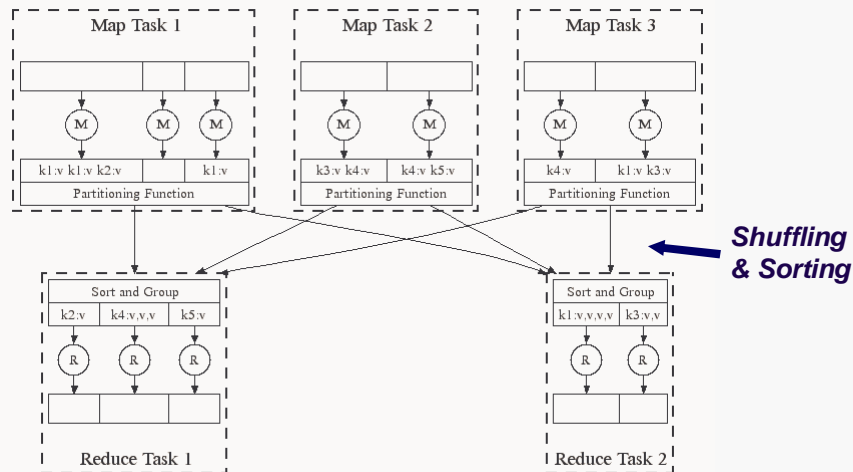 Map Task 1 Map Task 2 Map Task 3
M M M M M M M
k1:v k1:v k2:v k1:v k3:v k4:v k4:v k5:v k4:v k1:v k3:v
Partitioning Function Partitioning Function Partitioning Function
Shuffling
& Sorting
Sort and Group Sort and Group
k2:v k4:v,v,v k5:v k1:v,v,v,v k3:v,v
R R R R R
Reduce Task 1 Reduce Task 2